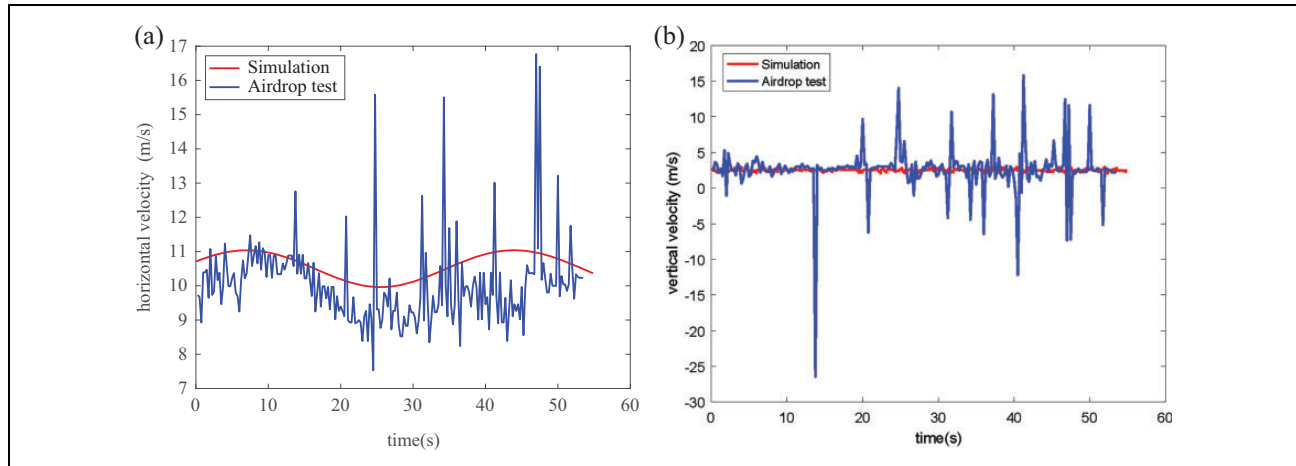 (a)
17
16
15
14
13
12
11
10
9
8
7
horizontal velocity (m/s)
Simulation
Airdrop test
0 10 20 30 40 50 60
time(s)
(b)
20
15
10
5
0
-5
-10
-15
-20
-25
-30
vertical velocity (m/s)
Simulation
Airdrop test
0 10 20 30 40 50 60
time(s)